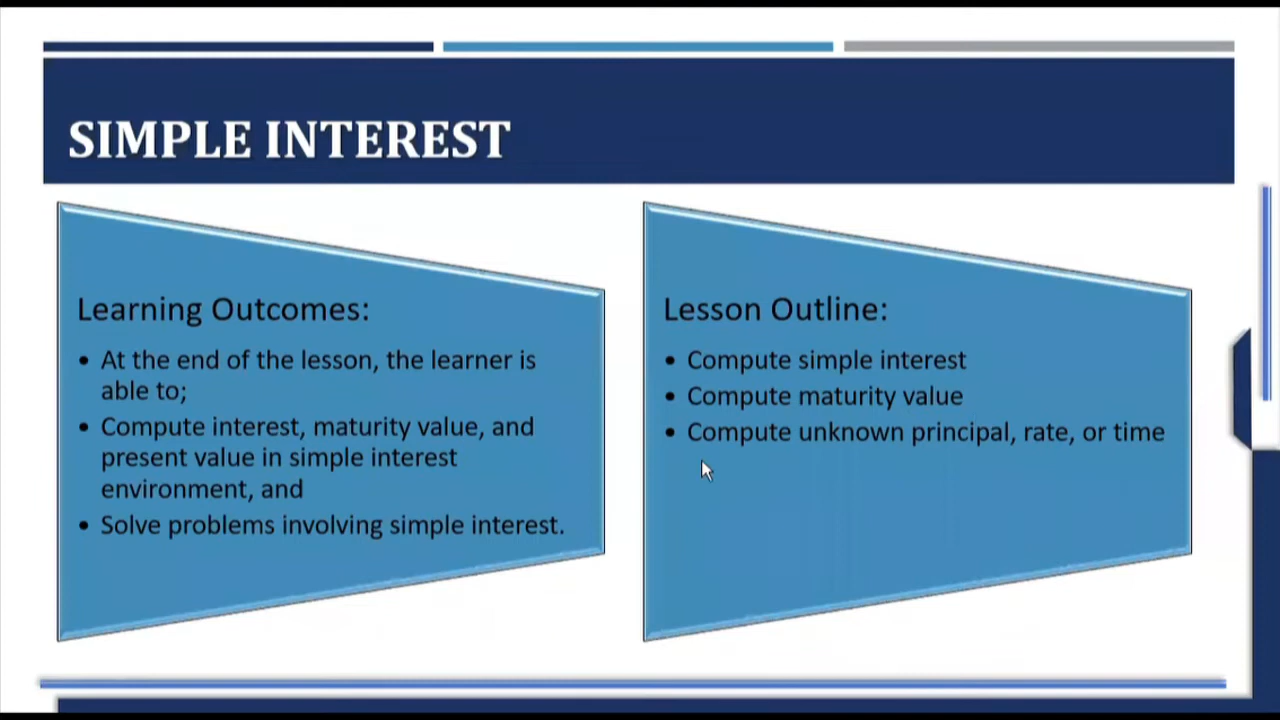 SIMPLE INTEREST
Learning Outcomes:
• At the end of the lesson, the learner is
able to;
• Compute interest, maturity value, and
present value in simple interest
environment, and
• Solve problems involving simple interest.
Lesson Outline:
• Compute simple interest
• Compute maturity value
• Compute unknown principal, rate, or time